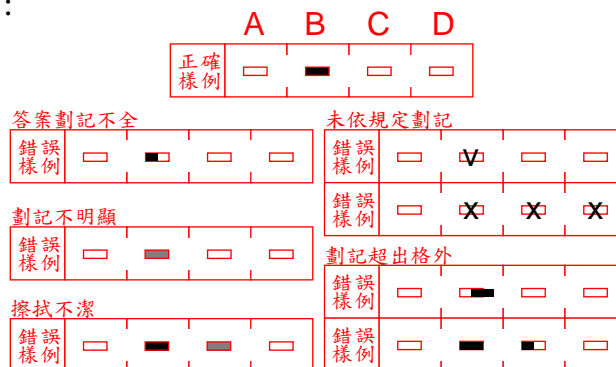 :
A B C D
正確
樣例
答案劃記不全
錯誤
樣例
劃記不明顯
錯誤
樣例
擦拭不潔
錯誤
樣例
未依規定劃記
錯誤
樣例
V
錯誤
樣例
X X X
劃記超出格外
錯誤
樣例
錯誤
樣例